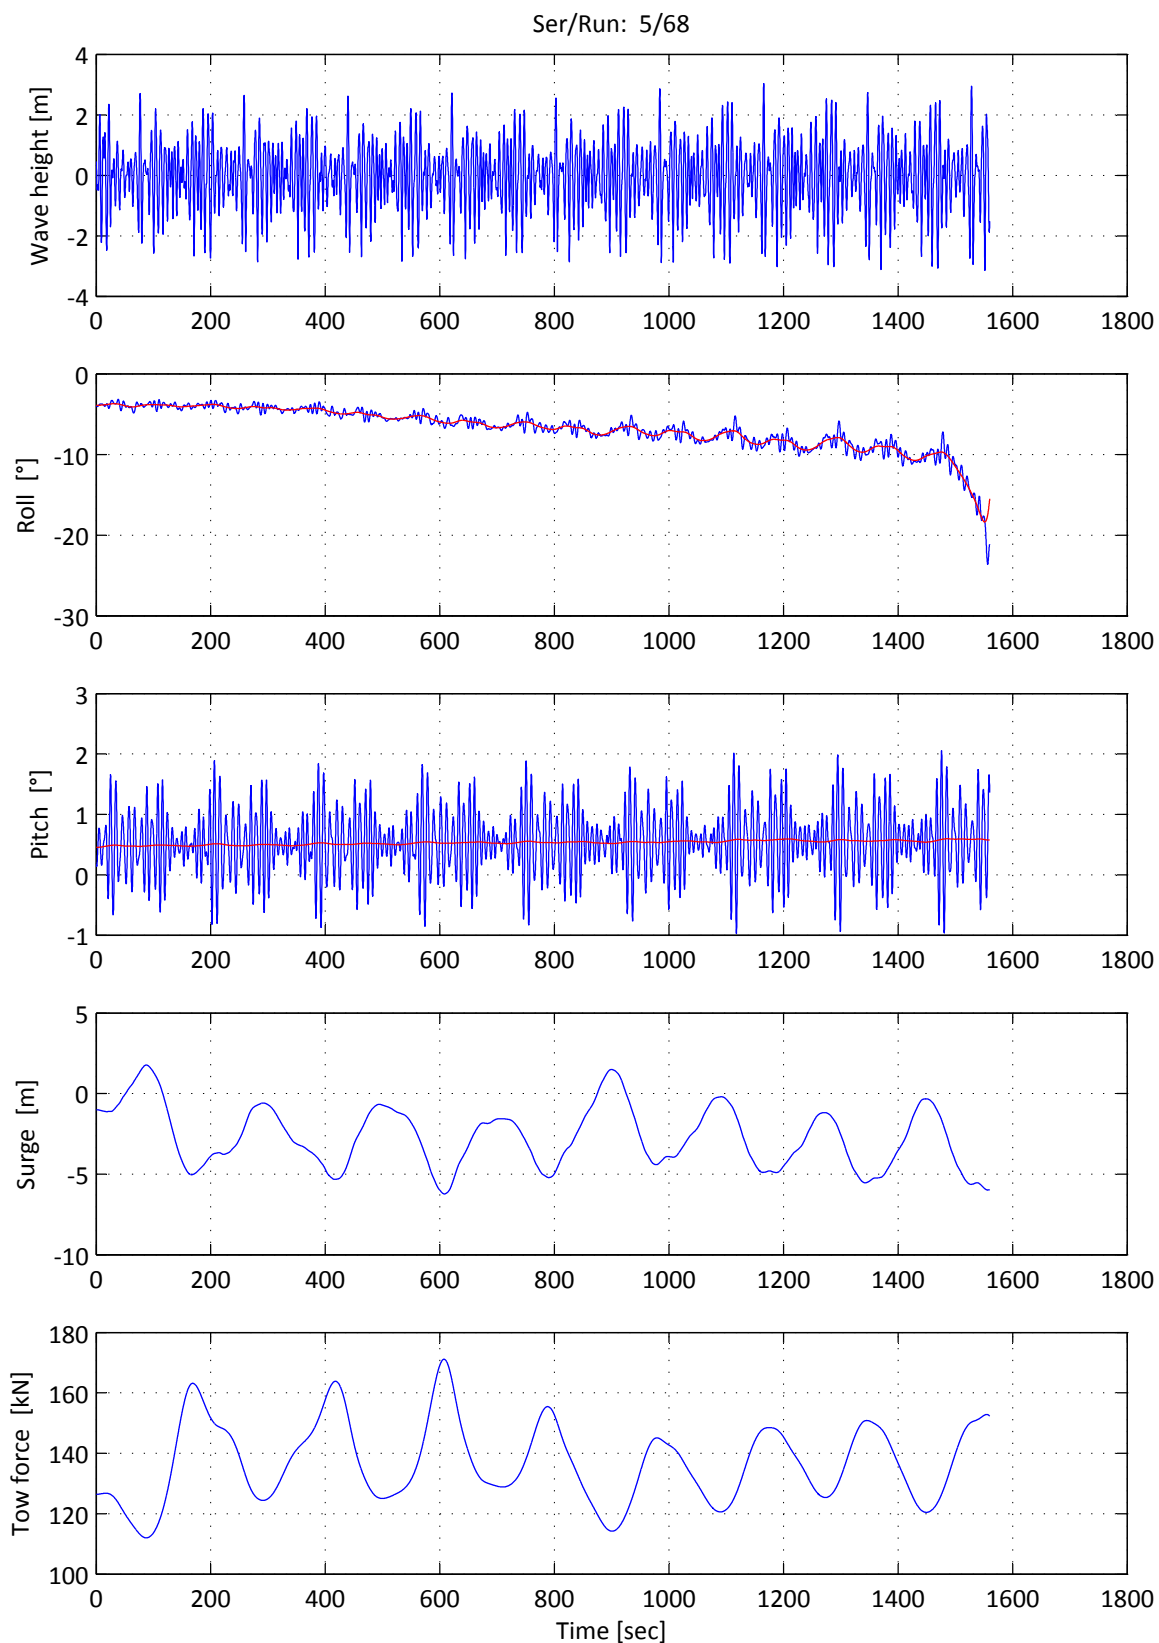 Ser/Run: 5/68
Wave height [m]
4
2
0
-2
-4
0 200 400 600 800 1000 1200 1400 1600 1800
Roll [°]
0
-10
-20
-30
0 200 400 600 800 1000 1200 1400 1600 1800
Pitch [°]
3
2
1
0
-1
0 200 400 600 800 1000 1200 1400 1600 1800
Surge [m]
5
0
-5
-10
0 200 400 600 800 1000 1200 1400 1600 1800
Tow force [kN]
180
160
140
120
100
0 200 400 600 800 1000 1200 1400 1600 1800
Time [sec]